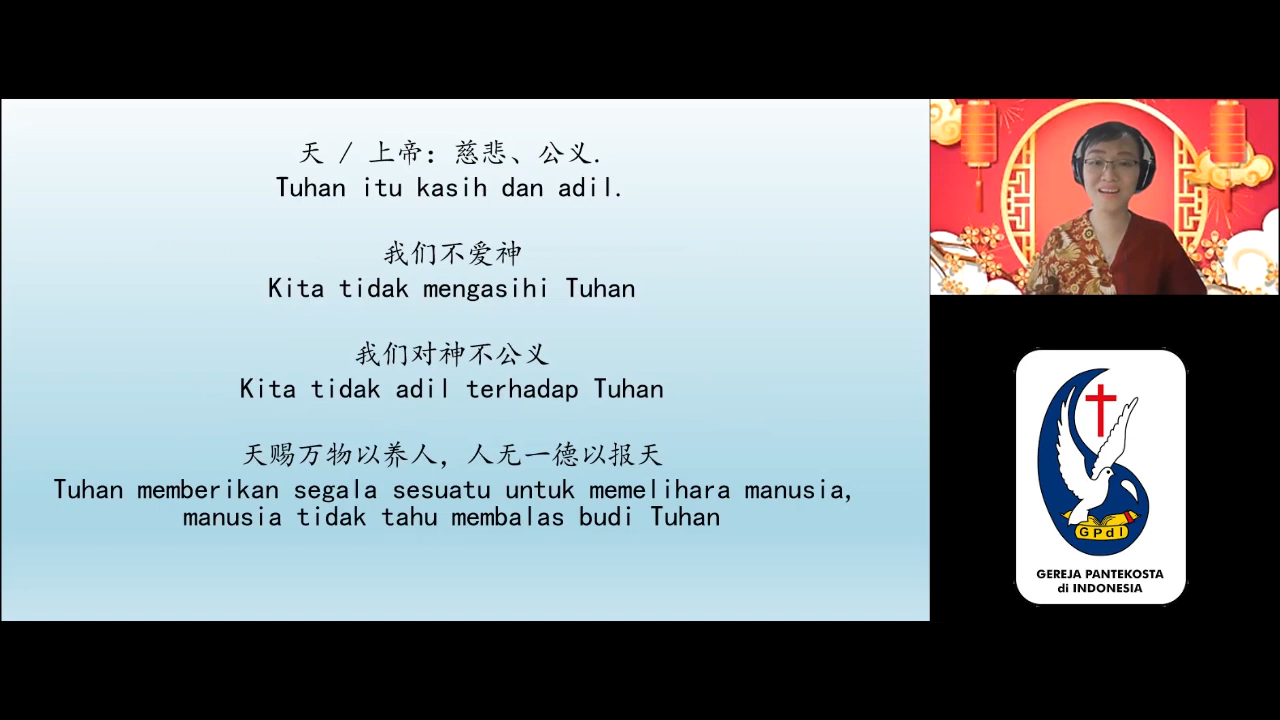 天 / 上帝：慈悲、公义.
Tuhan itu kasih dan adil.
我们不爱神
Kita tidak mengasihi Tuhan
我们对神不公义
Kita tidak adil terhadap Tuhan
天赐万物以养人，人无一德以报天
Tuhan memberikan segala sesuatu untuk memelihara manusia,
manusia tidak tahu membalas budi Tuhan
GPdI
GEREJA PANTEKOSTA
di INDONESIA